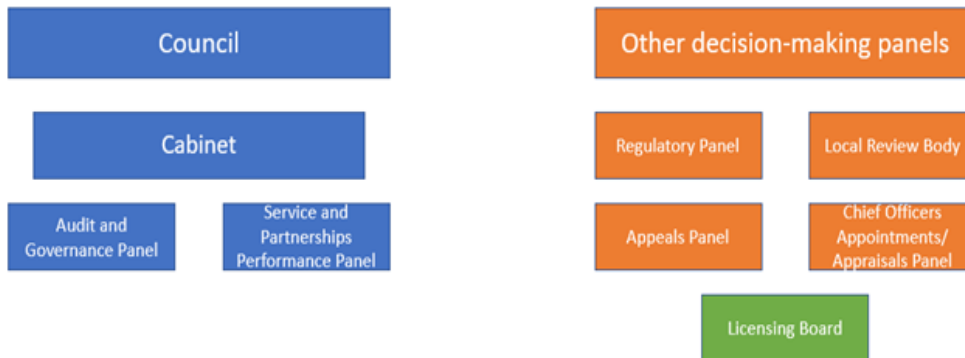 Council
Other decision-making panels
Cabinet
Regulatory Panel
Local Review Body
Audit and
Governance Panel
Service and
Partnerships
Performance Panel
Appeals Panel
Chief Officers
Appointments/
Appraisals Panel
Licensing Board